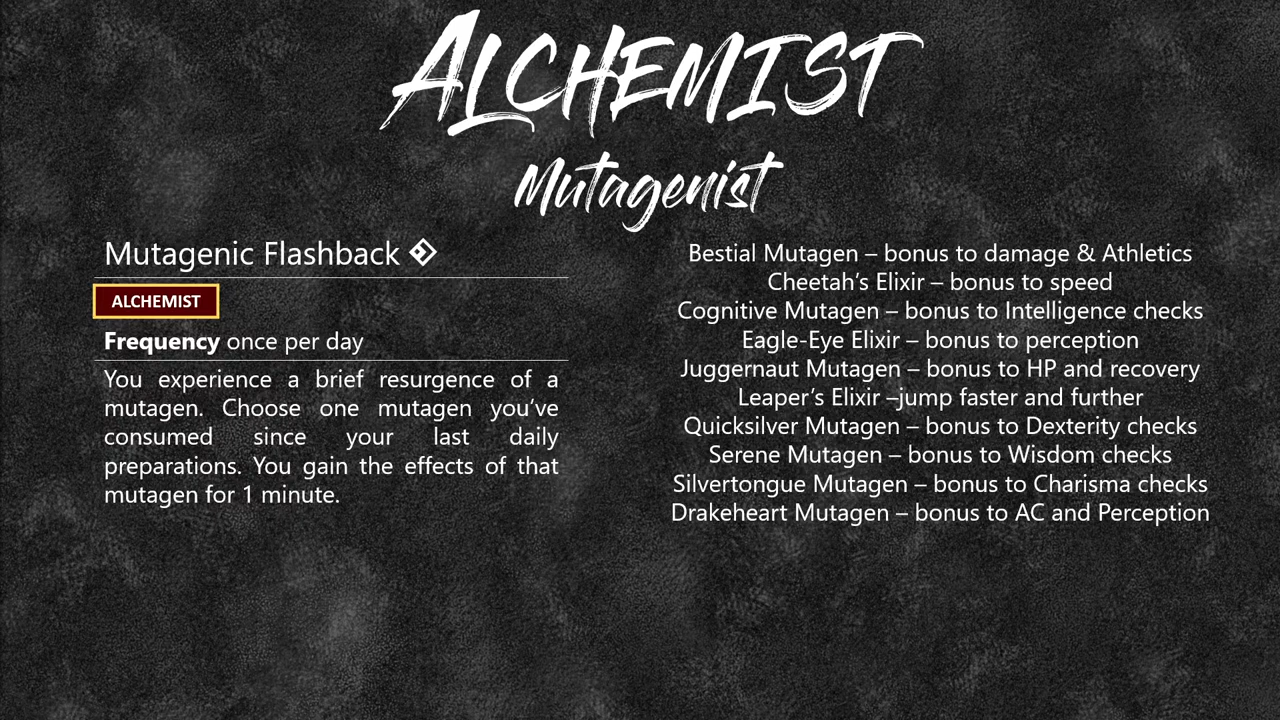 ALCHEMIST
Mutagenist
Mutagenic Flashback
ALCHEMIST
Frequency once per day
You experience a brief resurgence of a
mutagen. Choose one mutagen you've
consumed since your last daily
preparations. You gain the effects of that
mutagen for 1 minute.
Bestial Mutagen – bonus to damage & Athletics
Cheetah's Elixir – bonus to speed
Cognitive Mutagen – bonus to Intelligence checks
Eagle-Eye Elixir – bonus to perception
Juggernaut Mutagen – bonus to HP and recovery
Leaper's Elixir –jump faster and further
Quicksilver Mutagen – bonus to Dexterity checks
Serene Mutagen – bonus to Wisdom checks
Silvertongue Mutagen – bonus to Charisma checks
Drakeheart Mutagen – bonus to AC and Perception